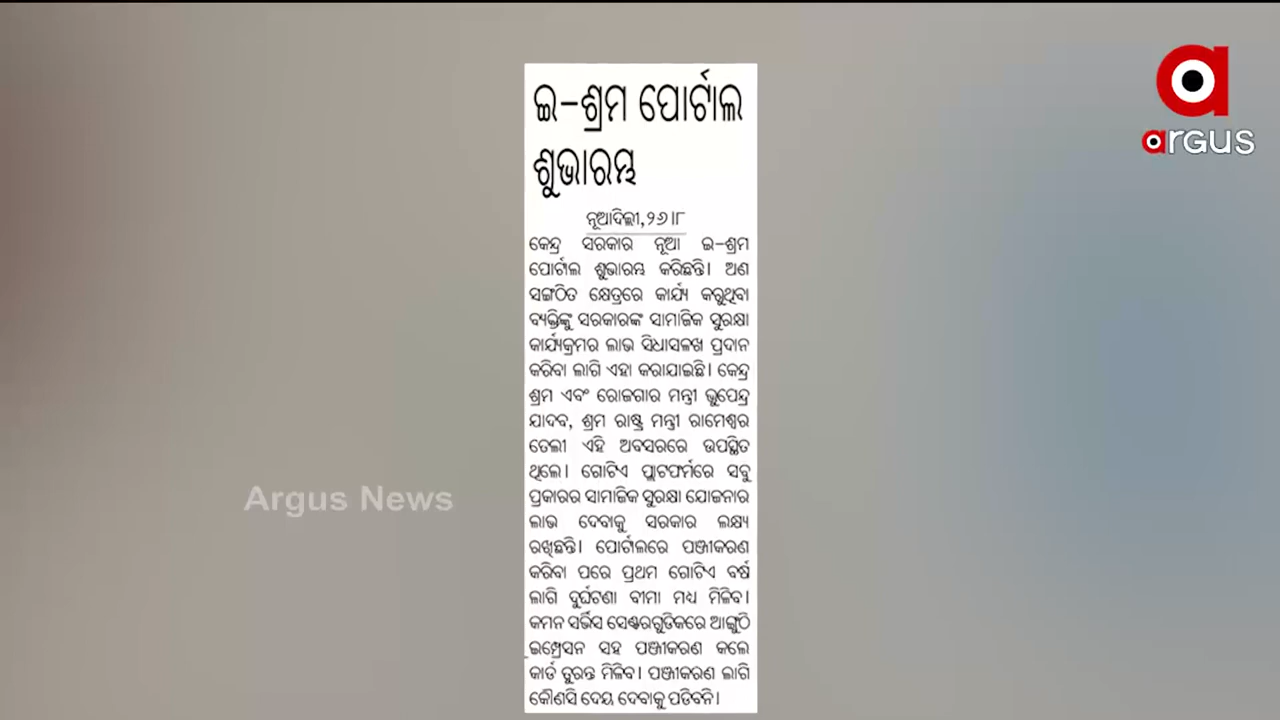 argus
ଇ-ଶ୍ରମ ପୋର୍ଟାଲ
ଶୁଭାରମ୍ଭ
ନୂଆଦିଲ୍ଲୀ,୨୬।୮
କେନ୍ଦ୍ର ସରକାର ନୂଆ ଇ-ଶ୍ରମ
ପୋର୍ଟାଲ ଶୁଭାରମ୍ଭ କରିଛନ୍ତି। ଅଣ
ସଙ୍ଗଠିତ କ୍ଷେତ୍ରରେ କାର୍ଯ୍ୟ କରୁଥିବା
ବ୍ୟକ୍ତିଙ୍କୁ ସରକାରଙ୍କ ସାମାଜିକ ସୁରକ୍ଷା
କାର୍ଯ୍ୟକ୍ରମର ଲାଭ ସିଧାସଳଖ ପ୍ରଦାନ
କରିବା ଲାଗି ଏହା କରାଯାଇଛି। କେନ୍ଦ୍ର
ଶ୍ରମ ଏବଂ ରୋଜଗାର ମନ୍ତ୍ରୀ ଭୁପେନ୍ଦ୍ର
ଯାଦବ, ଶ୍ରମ ରାଷ୍ଟ୍ର ମନ୍ତ୍ରୀ ରାମେଶ୍ୱର
ତେଲୀ ଏହି ଅବସରରେ ଉପସ୍ଥିତ
ଥିଲେ। ଗୋଟିଏ ପ୍ଲାଟଫର୍ମରେ ସବୁ
ପ୍ରକାରର ସାମାଜିକ ସୁରକ୍ଷା ଯୋଜନାର
ଲାଭ ଦେବାକୁ ସରକାର ଲକ୍ଷ୍ୟ
ରଖିଛନ୍ତି। ପୋର୍ଟାଲରେ ପଞ୍ଜୀକରଣ
କରିବା ପରେ ପ୍ରଥମ ଗୋଟିଏ ବର୍ଷ
ଲାଗି ଦୁର୍ଘଟଣା ବୀମା ମଧ୍ୟ ମିଳିବ।
କମନ ସର୍ଭିସ ସେଣ୍ଟରଗୁଡିକରେ ଆଙ୍ଗୁଠି
ଇମ୍ପ୍ରେସନ ସହ ପଞ୍ଜୀକରଣ କଲେ
କାର୍ଡ ତୁରନ୍ତ ମିଳିବ। ପଞ୍ଜୀକରଣ ଲାଗି
କୌଣସି ଦେୟ ଦେବାକୁ ପଡିବନି।
Argus News